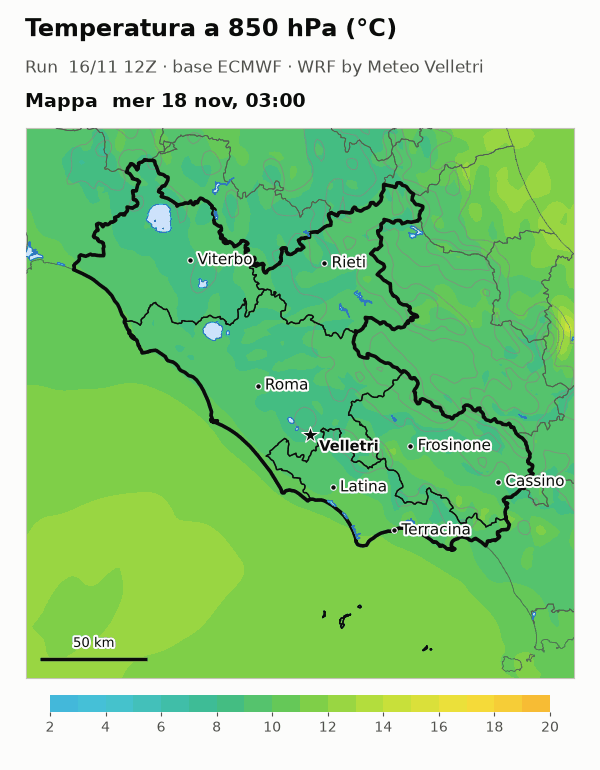 Temperatura a 850 hPa (°C)
Run  16/11 12Z · base ECMWF · WRF by Meteo Velletri
Mappa  mer 18 nov, 03:00
Viterbo
Rieti
Roma
Velletri
Frosinone
Latina
Cassino
Terracina
50 km
2 4 6 8 10 12 14 16 18 20